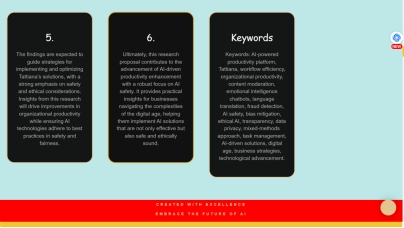 5.
The findings are expected to
guide strategies for
implementing and optimizing
Tattiana's solutions, with a
strong emphasis on safety
and ethical considerations.
Insights from this research
will drive improvements in
organizational productivity
while ensuring AI
technologies adhere to best
practices in safety and
fairness.
6.
Ultimately, this research
proposal contributes to the
advancement of AI-driven
productivity enhancement
with a robust focus on AI
safety. It provides practical
insights for businesses
navigating the complexities
of the digital age, helping
them implement AI solutions
that are not only effective but
also safe and ethically
sound.
Keywords
Keywords: AI-powered
productivity platform,
Tattiana, workflow efficiency,
organizational productivity,
content moderation,
emotional intelligence
chatbots, language
translation, fraud detection,
AI safety, bias mitigation,
ethical AI, transparency, data
privacy, mixed-methods
approach, task management,
AI-driven solutions, digital
age, business strategies,
technological advancement.
NEW
CREATED WITH EXCELLENCE
EMBRACE THE FUTURE OF AI